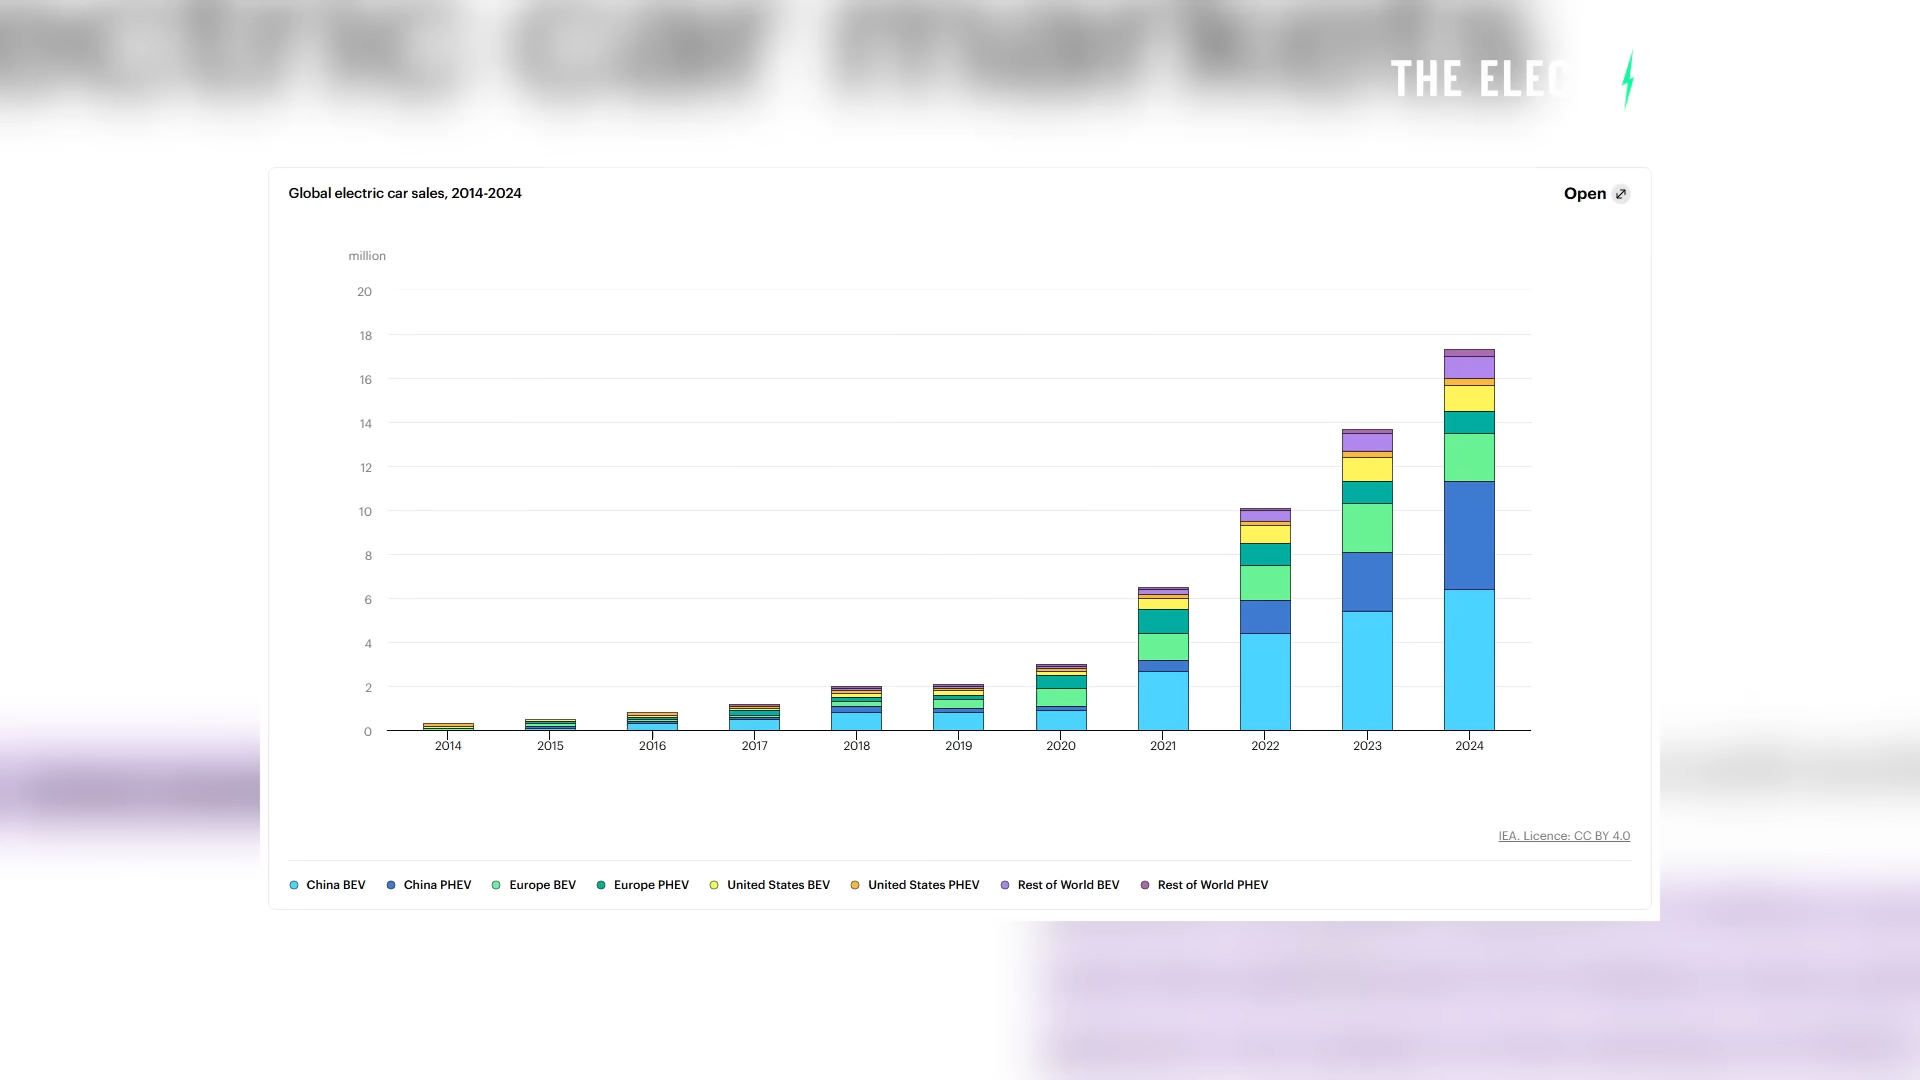 ectric car markets
THE ELEC
Global electric car sales, 2014-2024
Open
million
20
18
16
14
12
10
8
6
4
2
0
2014 2015 2016 2017 2018 2019 2020 2021 2022 2023 2024
IEA. Licence: CC BY 4.0
China BEV China PHEV Europe BEV Europe PHEV United States BEV United States PHEV Rest of World BEV Rest of World PHEV